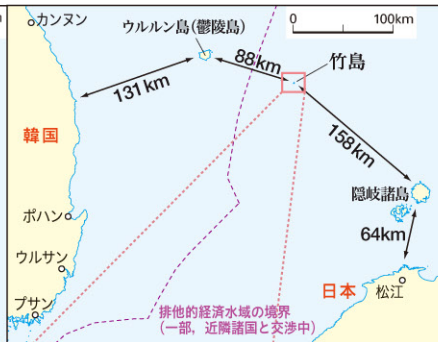 カンヌン
ウルルン島(鬱陵島)
0 100km
竹島
88km
131km
韓国
158km
隠岐諸島
ポハン
64km
ウルサン
日本
松江
プサン
排他的経済水域の境界
(一部,近隣諸国と交渉中)